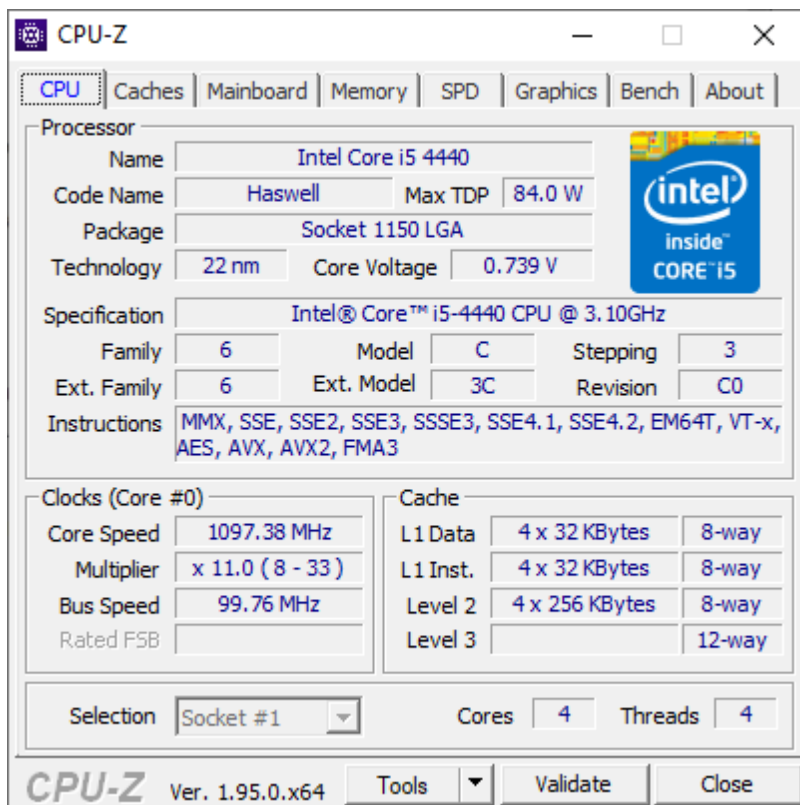 CPU-Z
CPU Caches Mainboard Memory SPD Graphics Bench About
Processor
Name Intel Core i5 4440
Code Name Haswell Max TDP 84.0 W
Package Socket 1150 LGA
Technology 22 nm Core Voltage 0.739 V
intel
inside™
CORE™ i5
Specification Intel® Core™ i5-4440 CPU @ 3.10GHz
Family 6 Model C Stepping 3
Ext. Family 6 Ext. Model 3C Revision C0
Instructions MMX, SSE, SSE2, SSE3, SSSE3, SSE4.1, SSE4.2, EM64T, VT-x,
AES, AVX, AVX2, FMA3
Clocks (Core #0)
Core Speed 1097.38 MHz
Multiplier x 11.0 ( 8 - 33 )
Bus Speed 99.76 MHz
Rated FSB
Cache
L1 Data 4 x 32 KBytes 8-way
L1 Inst. 4 x 32 KBytes 8-way
Level 2 4 x 256 KBytes 8-way
Level 3 12-way
Selection Socket #1 Cores 4 Threads 4
CPU-Z Ver. 1.95.0.x64 Tools Validate Close